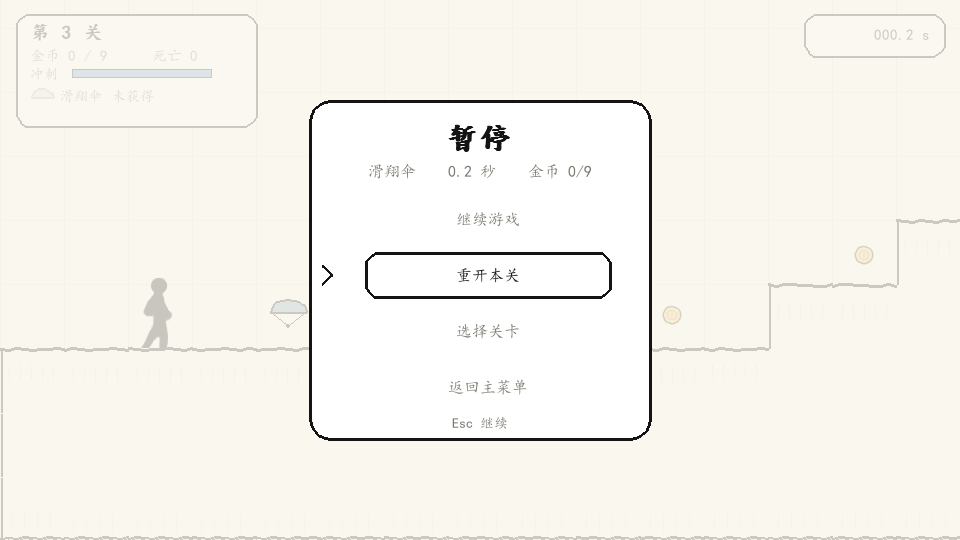 第 3 关
金币 0 / 9 死亡 0
冲刺
滑翔伞 未获得
000.2 s
暂停
滑翔伞 0.2 秒 金币 0/9
继续游戏
重开本关
选择关卡
返回主菜单
Esc 继续